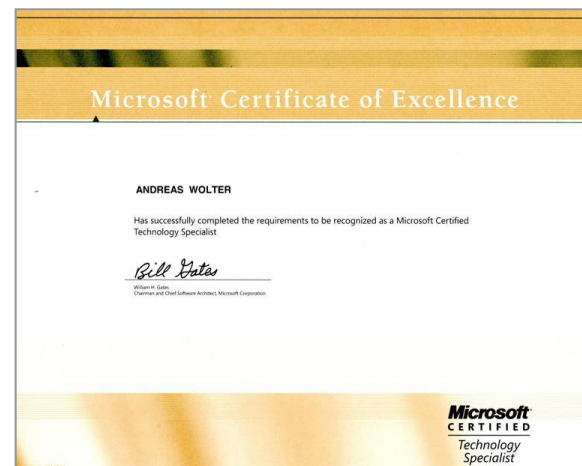 Microsoft Certificate of Excellence
ANDREAS WOLTER
Has successfully completed the requirements to be recognized as a Microsoft Certified
Technology Specialist
Bill Gates
William H. Gates
Chairman and Chief Software Architect, Microsoft Corporation
Microsoft
CERTIFIED
Technology
Specialist